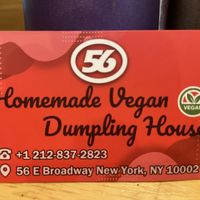 56
Homemade Vegan
VEGAN
Dumpling House
+1 212-837-2823
56 E Broadway New York, NY 10002